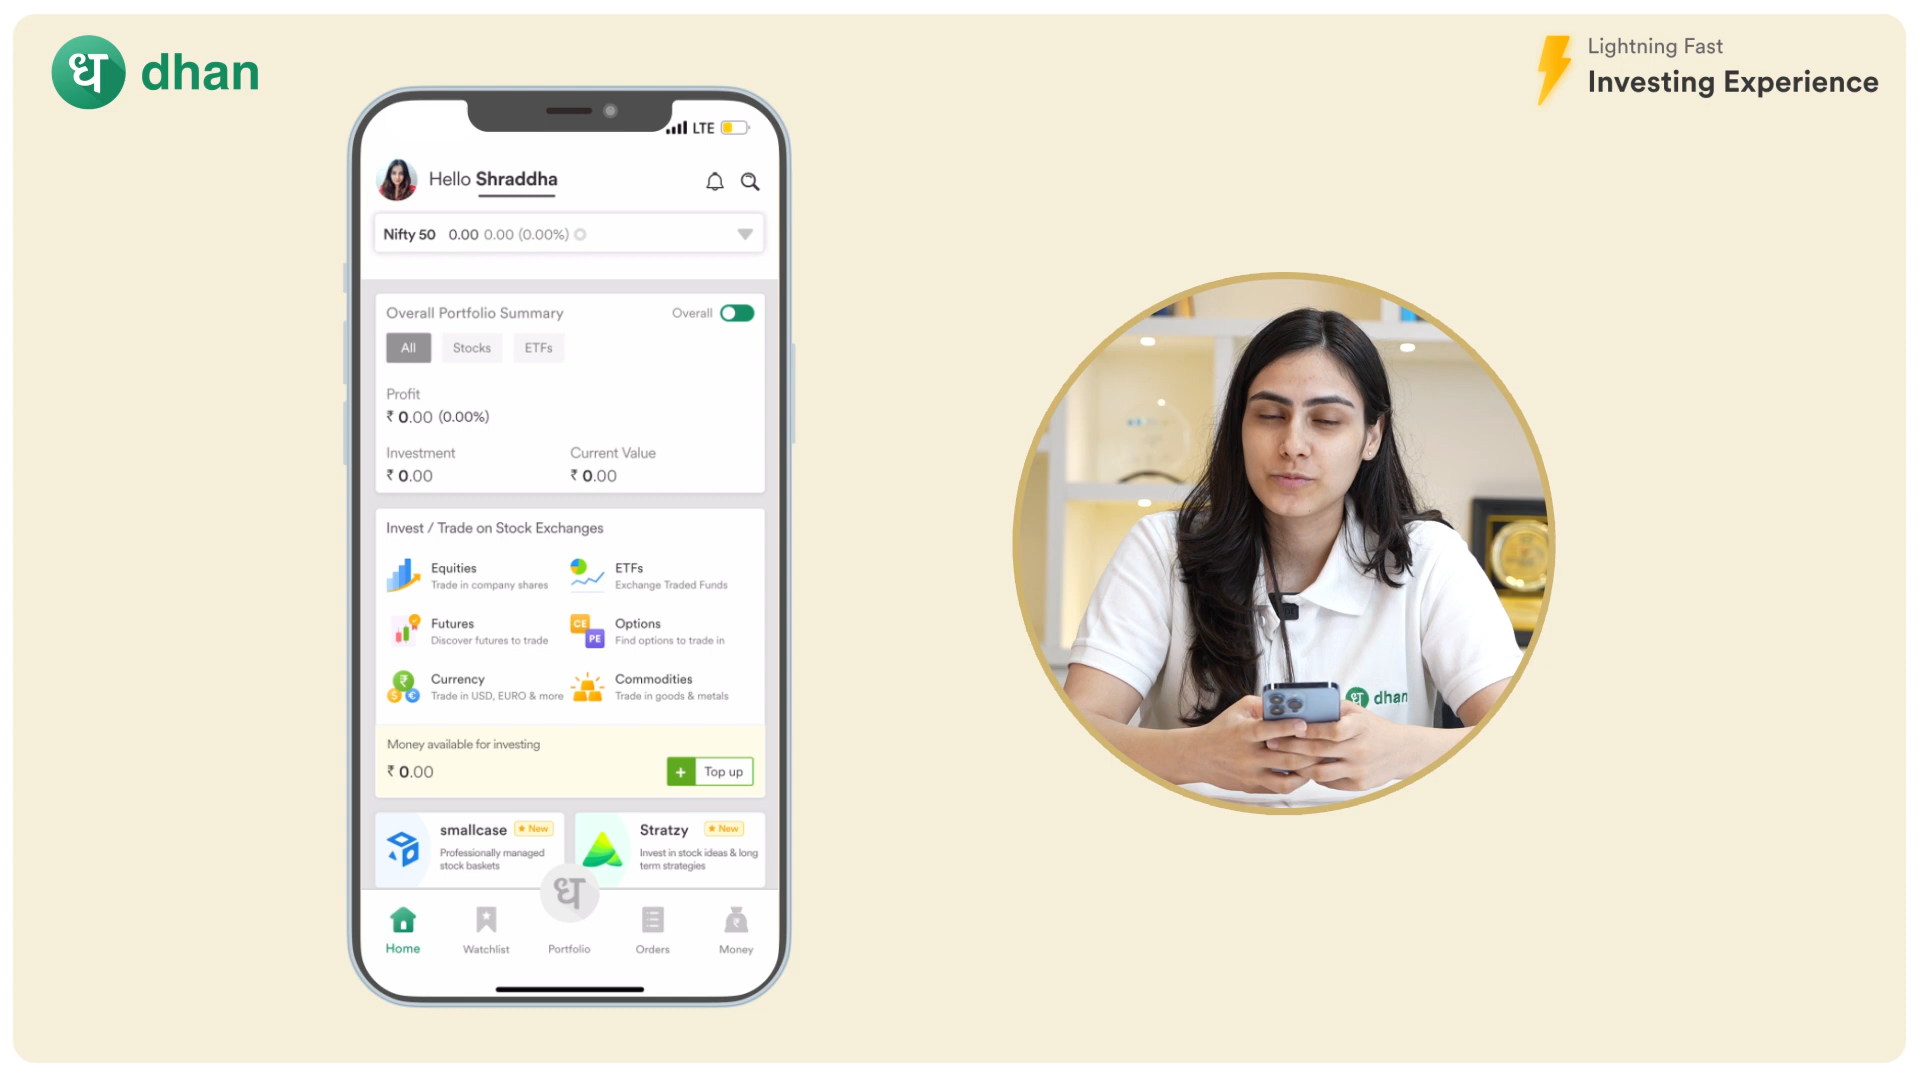 ध dhan
Lightning Fast
Investing Experience
LTE
Hello Shraddha
Nifty 50 0.00 0.00 (0.00%)
Overall Portfolio Summary Overall
All Stocks ETFs
Profit
₹ 0.00 (0.00%)
Investment Current Value
₹ 0.00 ₹ 0.00
Invest / Trade on Stock Exchanges
Equities
Trade in company shares
ETFs
Exchange Traded Funds
Futures
Discover futures to trade
CE
PE
Options
Find options to trade in
₹
$ €
Currency
Trade in USD, EURO & more
Commodities
Trade in goods & metals
Money available for investing
₹ 0.00
+ Top up
smallcase New
Professionally managed
stock baskets
Stratzy New
Invest in stock ideas & long
term strategies
ध
₹
Home Watchlist Portfolio Orders Money
ध dhan